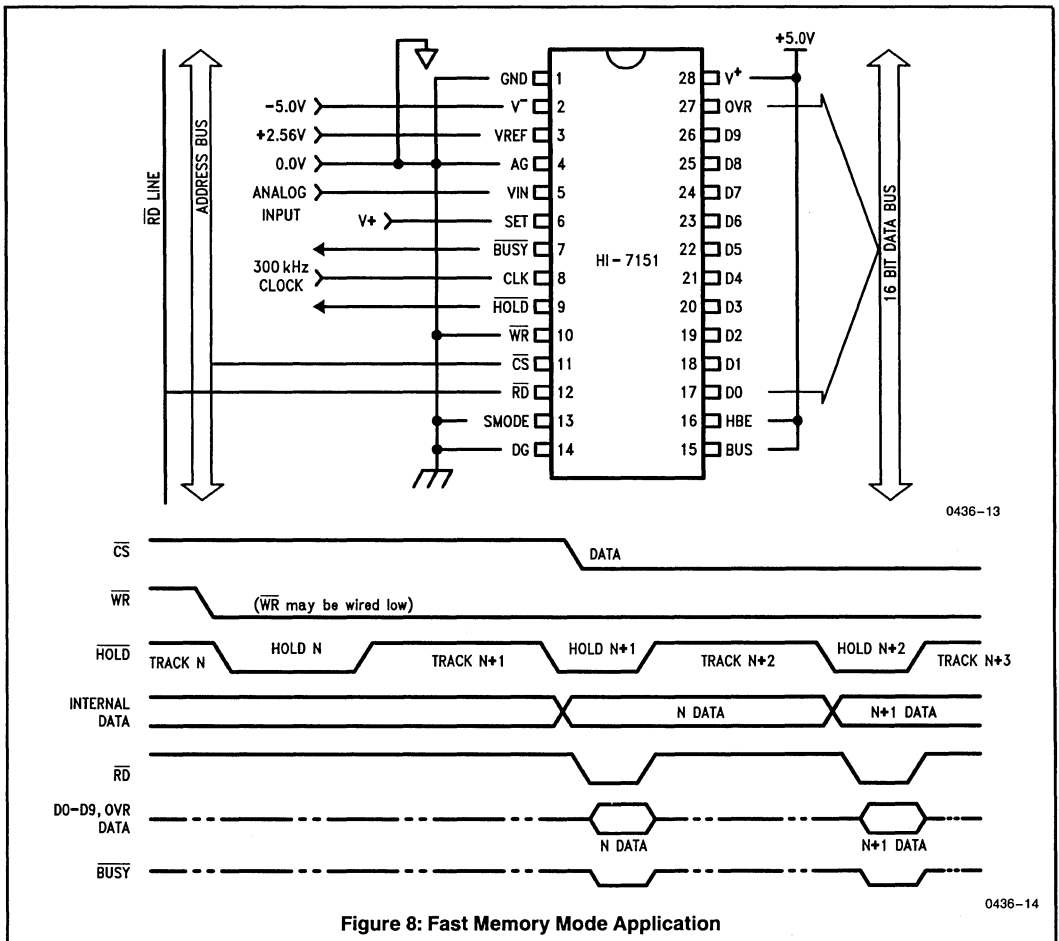 +5.0V
GND 1 28 V+
-5.0V V- 2 27 OVR
+2.56V VREF 3 26 D9
0.0V AG 4 25 D8
ANALOG INPUT VIN 5 24 D7
V+ SET 6 23 D6
BUSY 7 22 D5
HI-7151
300 kHz CLOCK CLK 8 21 D4
HOLD 9 20 D3
WR 10 19 D2
CS 11 18 D1
RD 12 17 D0
SMODE 13 16 HBE
DG 14 15 BUS
RD LINE
ADDRESS BUS
16 BIT DATA BUS
0436-13
CS DATA
WR (WR may be wired low)
HOLD TRACK N HOLD N TRACK N+1 HOLD N+1 TRACK N+2 HOLD N+2 TRACK N+3
INTERNAL DATA N DATA N+1 DATA
RD
D0-D9, OVR DATA
N DATA N+1 DATA
BUSY
0436-14
Figure 8: Fast Memory Mode Application